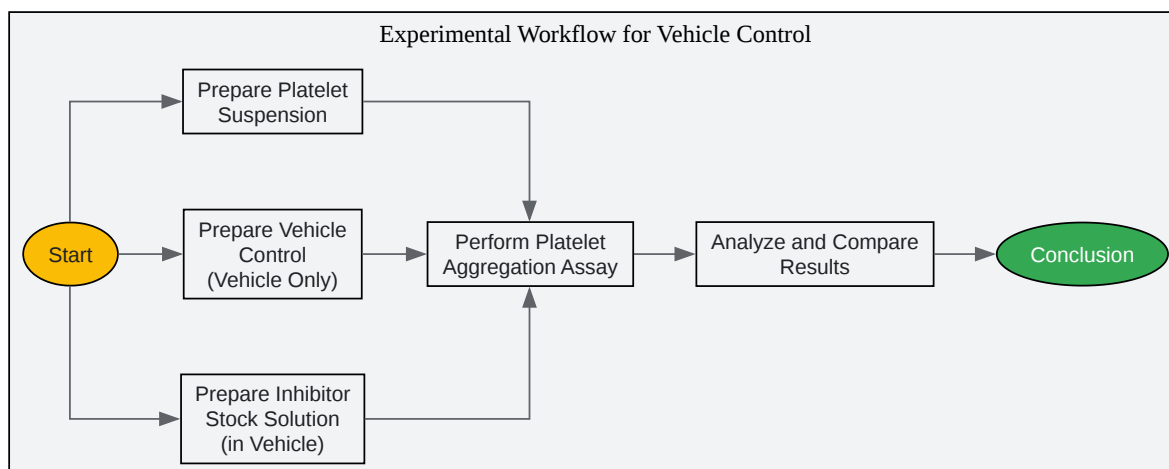 Experimental Workflow for Vehicle Control
Prepare Platelet
Suspension
Start
Prepare Vehicle
Control
(Vehicle Only)
Perform Platelet
Aggregation Assay
Analyze and Compare
Results
Conclusion
Prepare Inhibitor
Stock Solution
(in Vehicle)